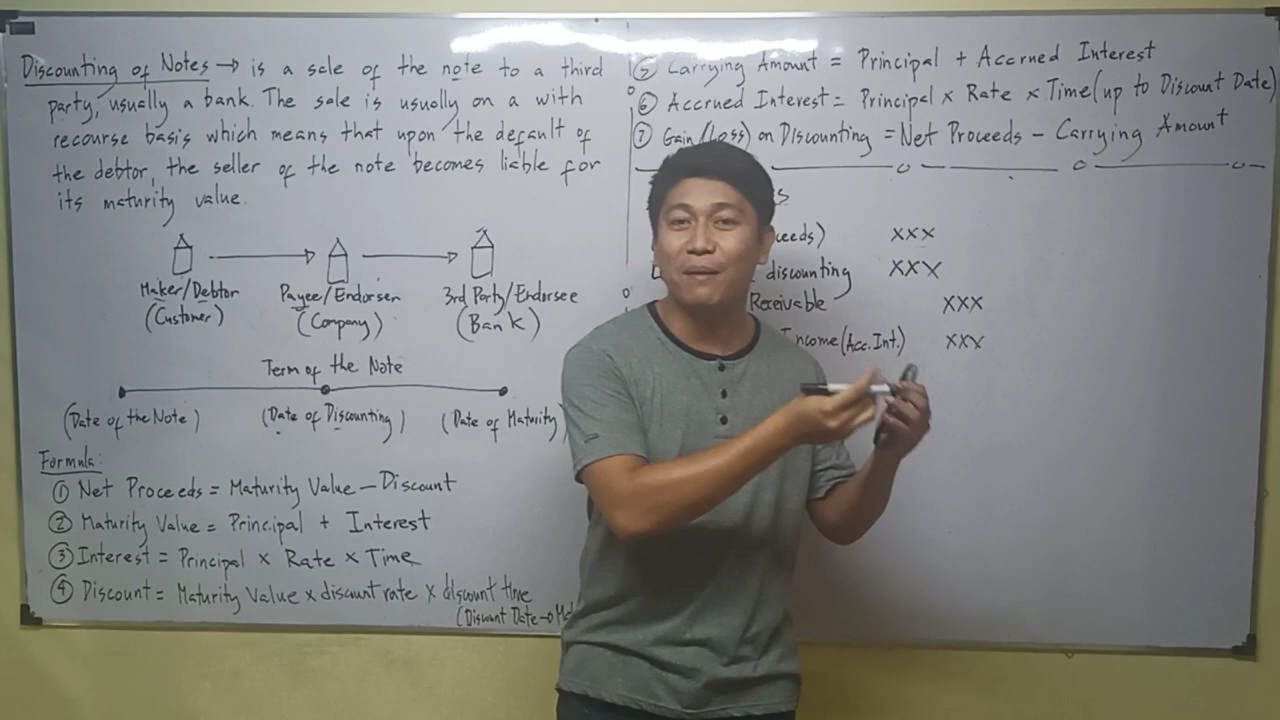 Discounting of Notes → is a sale of the note to a third
party, usually a bank. The sale is usually on a with
recourse basis which means that upon the default of
the debtor, the seller of the note becomes liable for
its maturity value.
Maker/Debtor Payee/Endorser 3rd Party/Endorsee
(Customer) (Company) (Bank)
Term of the Note
(Date of the Note) (Date of Discounting) (Date of Maturity)
Formula:
① Net Proceeds = Maturity Value – Discount
② Maturity Value = Principal + Interest
③ Interest = Principal × Rate × Time
④ Discount = Maturity Value × discount rate × discount time
(Discount Date →
⑤ Carrying Amount = Principal + Accrued Interest
⑥ Accrued Interest = Principal × Rate × Time (up to Discount Date)
⑦ Gain/(Loss) on Discounting = Net Proceeds – Carrying Amount
xxx
discounting xxx
Receivable xxx
Income (Acc. Int.) xxx